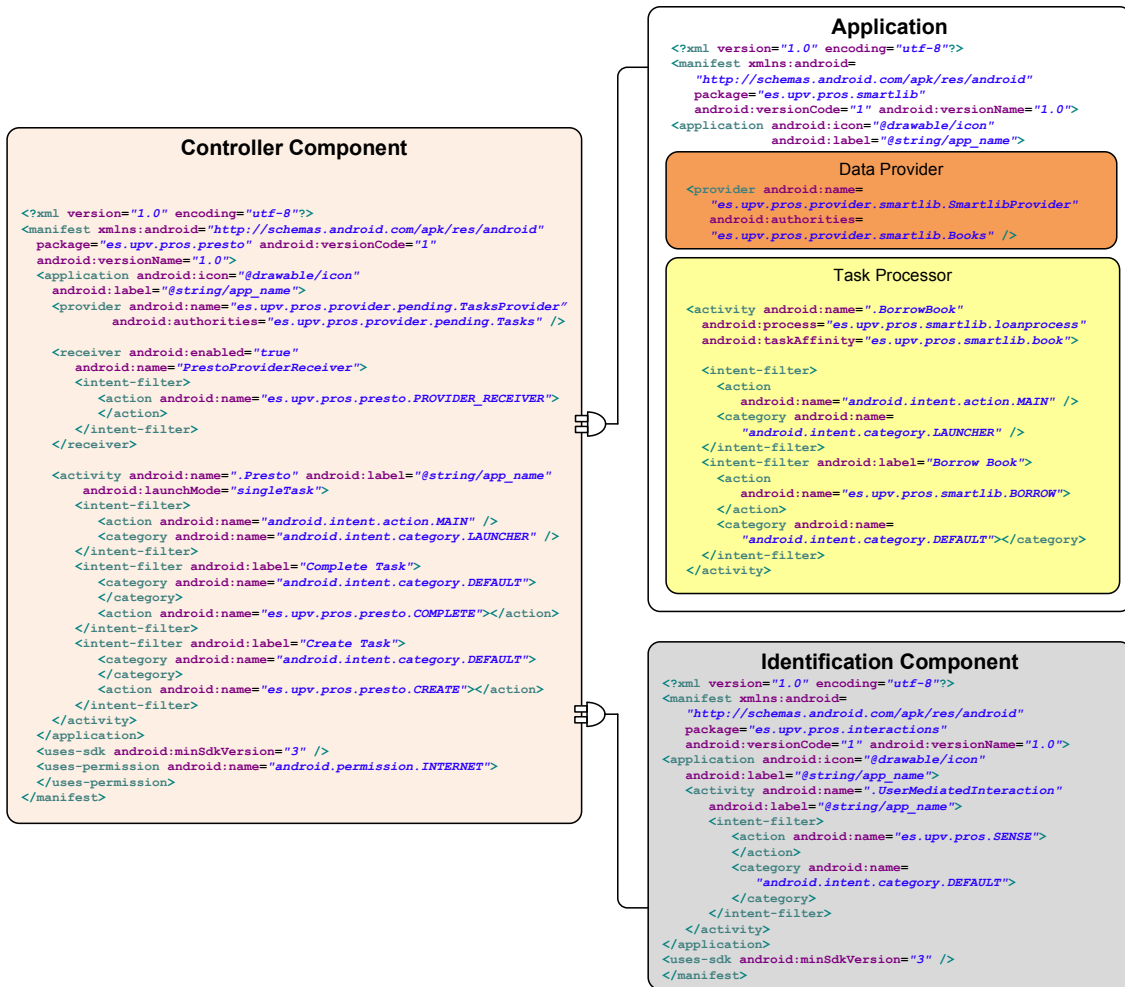 Controller Component
<?xml version="1.0" encoding="utf-8"?>
<manifest xmlns:android="http://schemas.android.com/apk/res/android"
package="es.upv.pros.presto" android:versionCode="1"
android:versionName="1.0">
<application android:icon="@drawable/icon"
android:label="@string/app_name">
<provider android:name="es.upv.pros.provider.pending.TasksProvider"
android:authorities="es.upv.pros.provider.pending.Tasks" />
<receiver android:enabled="true"
android:name="PrestoProviderReceiver">
<intent-filter>
<action android:name="es.upv.pros.presto.PROVIDER_RECEIVER">
</action>
</intent-filter>
</receiver>
<activity android:name=".Presto" android:label="@string/app_name"
android:launchMode="singleTask">
<intent-filter>
<action android:name="android.intent.action.MAIN" />
<category android:name="android.intent.category.LAUNCHER" />
</intent-filter>
<intent-filter android:label="Complete Task">
<category android:name="android.intent.category.DEFAULT">
</category>
<action android:name="es.upv.pros.presto.COMPLETE"></action>
</intent-filter>
<intent-filter android:label="Create Task">
<category android:name="android.intent.category.DEFAULT">
</category>
<action android:name="es.upv.pros.presto.CREATE"></action>
</intent-filter>
</activity>
</application>
<uses-sdk android:minSdkVersion="3" />
<uses-permission android:name="android.permission.INTERNET">
</uses-permission>
</manifest>
Application
<?xml version="1.0" encoding="utf-8"?>
<manifest xmlns:android=
"http://schemas.android.com/apk/res/android"
package="es.upv.pros.smartlib"
android:versionCode="1" android:versionName="1.0">
<application android:icon="@drawable/icon"
android:label="@string/app_name">
Data Provider
<provider android:name=
"es.upv.pros.provider.smartlib.SmartlibProvider"
android:authorities=
"es.upv.pros.provider.smartlib.Books" />
Task Processor
<activity android:name=".BorrowBook"
android:process="es.upv.pros.smartlib.loanprocess"
android:taskAffinity="es.upv.pros.smartlib.book">
<intent-filter>
<action
android:name="android.intent.action.MAIN" />
<category android:name=
"android.intent.category.LAUNCHER" />
</intent-filter>
<intent-filter android:label="Borrow Book">
<action
android:name="es.upv.pros.smartlib.BORROW">
</action>
<category android:name=
"android.intent.category.DEFAULT"></category>
</intent-filter>
</activity>
Identification Component
<?xml version="1.0" encoding="utf-8"?>
<manifest xmlns:android=
"http://schemas.android.com/apk/res/android"
package="es.upv.pros.interactions"
android:versionCode="1" android:versionName="1.0">
<application android:icon="@drawable/icon"
android:label="@string/app_name">
<activity android:name=".UserMediatedInteraction"
android:label="@string/app_name">
<intent-filter>
<action android:name="es.upv.pros.SENSE">
</action>
<category android:name=
"android.intent.category.DEFAULT">
</category>
</intent-filter>
</activity>
</application>
<uses-sdk android:minSdkVersion="3" />
</manifest>